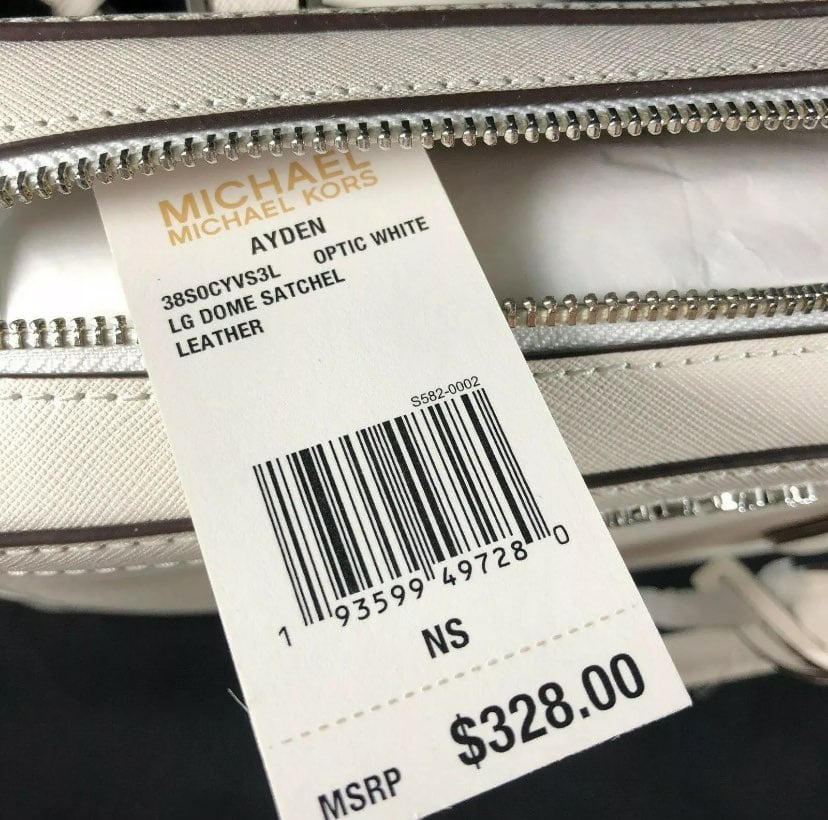 MICHAEL
MICHAEL KORS
AYDEN
38S0CYVS3L OPTIC WHITE
LG DOME SATCHEL
LEATHER
S582-0002
1 93599 49728 0
NS
$328.00
MSRP